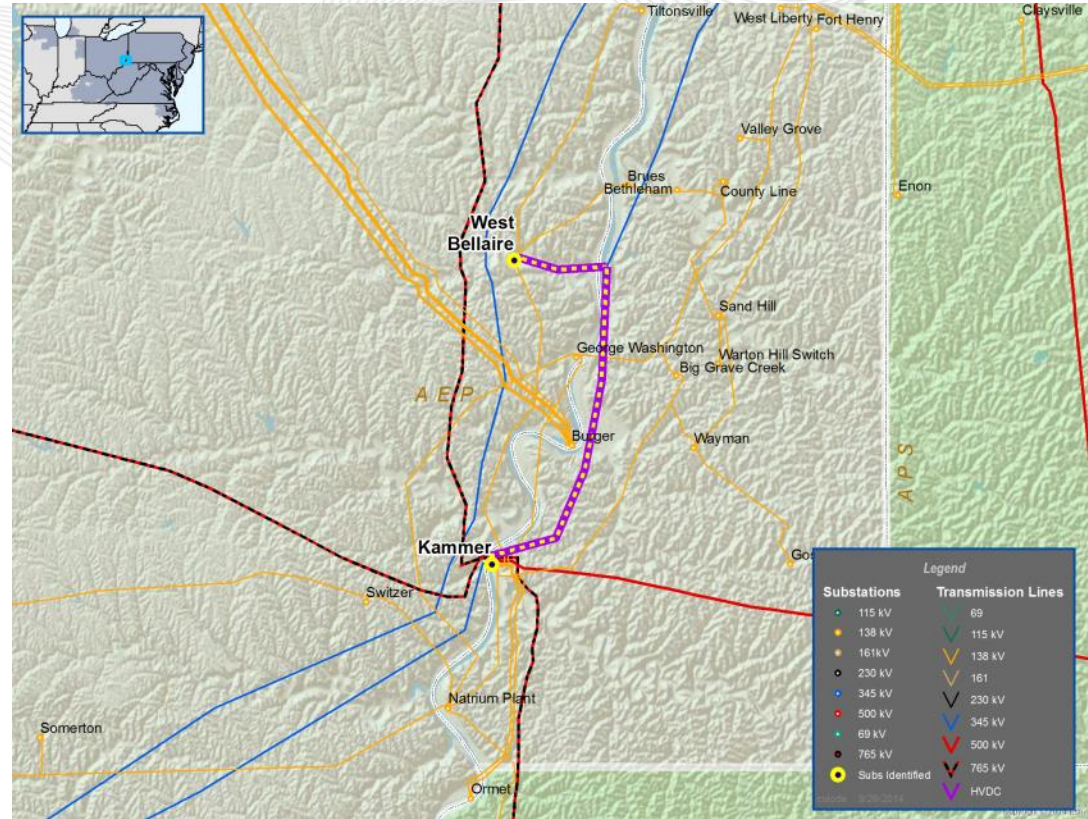 Tiltonsville
West Liberty
Fort Henry
Claysville
Valley Grove
Brues
Bethleham
County Line
Enon
West
Bellaire
Sand Hill
George Washington
Warton Hill Switch
Big Grave Creek
AEP
Burger
Wayman
APS
Kammer
Switzer
Natrium Plant
Somerton
Ormet
Legend
Substations
115 kV
138 kV
161kV
230 kV
345 kV
500 kV
69 kV
765 kV
Subs Identified
Transmission Lines
69
115 kV
138 kV
161
230 kV
345 kV
500 kV
765 kV
HVDC